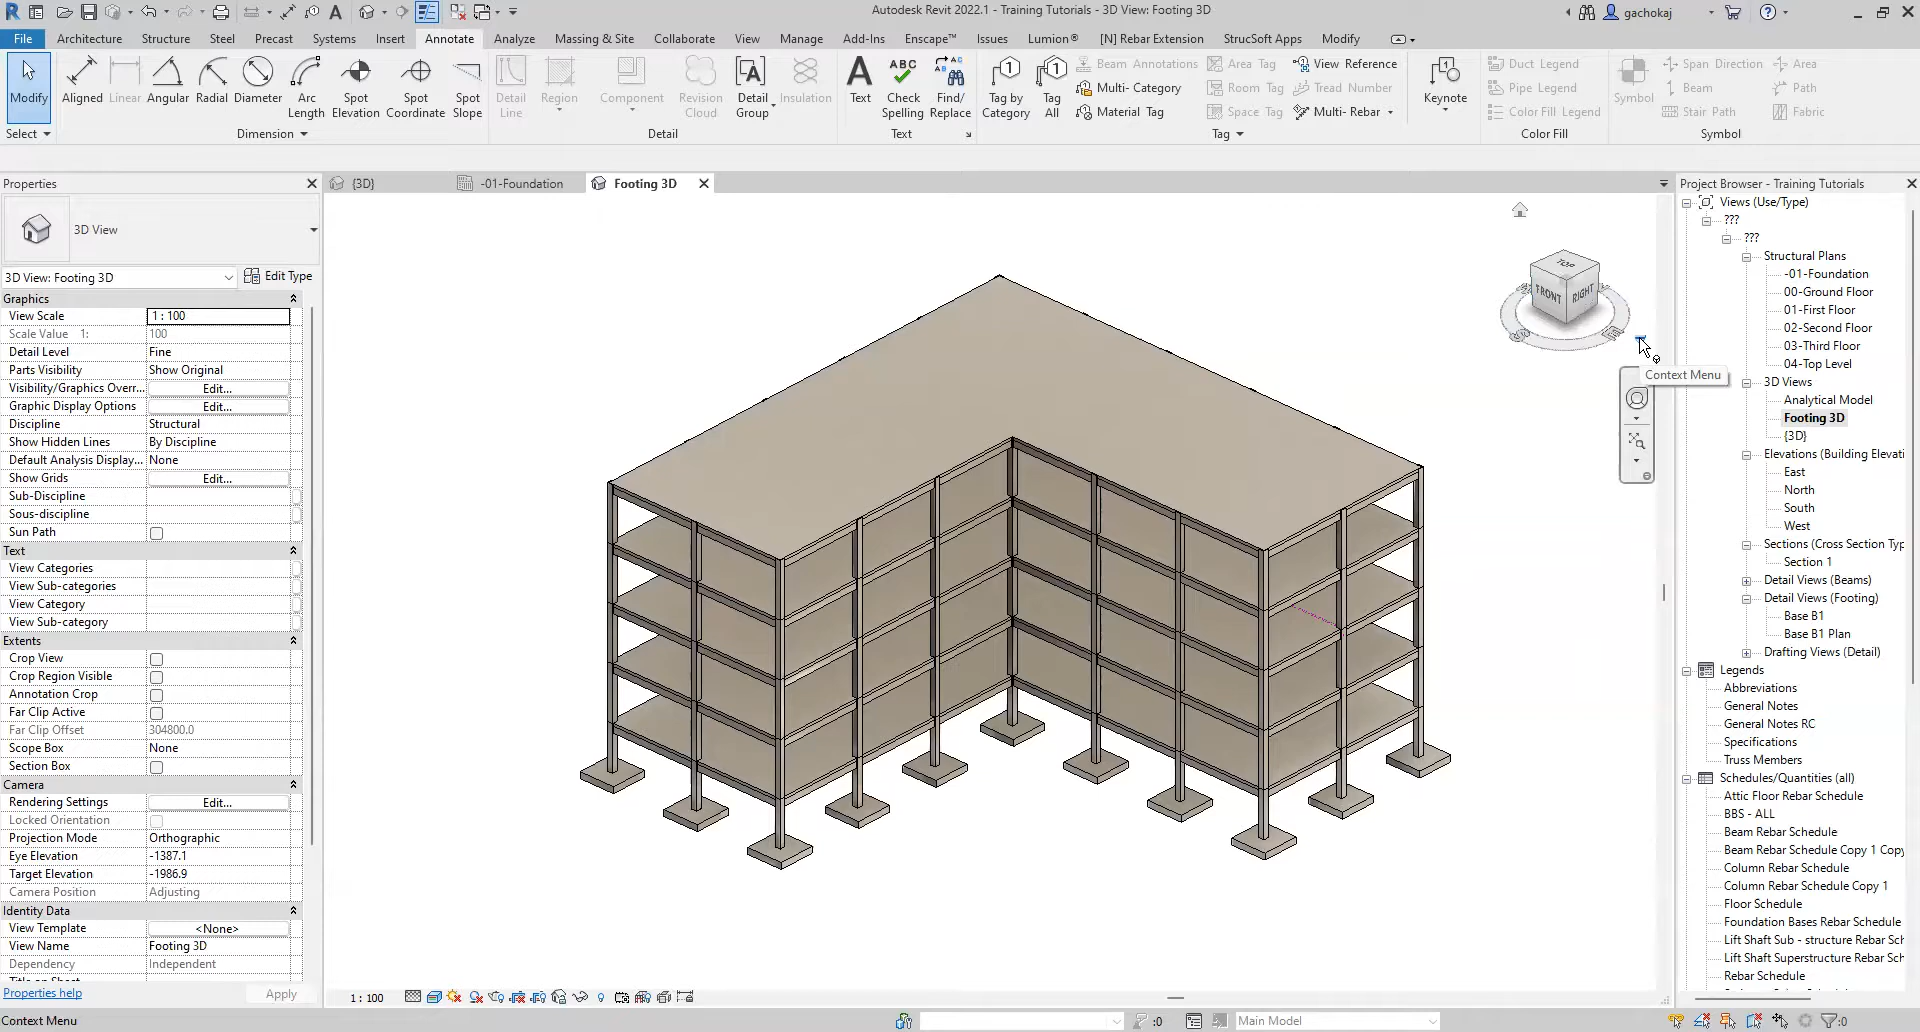 Autodesk Revit 2022.1 - Training Tutorials - 3D View: Footing 3D
gachokaj
File Architecture Structure Steel Precast Systems Insert Annotate Analyze Massing & Site Collaborate View Manage Add-Ins Enscape™ Issues Lumion® [N] Rebar Extension StrucSoft Apps Modify
Modify
Select
Aligned Linear Angular Radial Diameter Arc Length Spot Elevation Spot Coordinate Spot Slope
Dimension
Detail Line Region Component Revision Cloud Detail Group Insulation
Detail
Text Check Spelling Find/ Replace
Text
Tag by Category Tag All
Beam Annotations Area Tag View Reference
Multi- Category Room Tag Tread Number
Material Tag Space Tag Multi- Rebar
Tag
Keynote
Duct Legend
Pipe Legend
Color Fill Legend
Color Fill
Symbol
Span Direction Area
Beam Path
Stair Path Fabric
Symbol
Properties
3D View
3D View: Footing 3D Edit Type
Graphics
View Scale 1 : 100
Scale Value 1: 100
Detail Level Fine
Parts Visibility Show Original
Visibility/Graphics Overr... Edit...
Graphic Display Options Edit...
Discipline Structural
Show Hidden Lines By Discipline
Default Analysis Display... None
Show Grids Edit...
Sub-Discipline
Sous-discipline
Sun Path
Text
View Categories
View Sub-categories
View Category
View Sub-category
Extents
Crop View
Crop Region Visible
Annotation Crop
Far Clip Active
Far Clip Offset 304800.0
Scope Box None
Section Box
Camera
Rendering Settings Edit...
Locked Orientation
Projection Mode Orthographic
Eye Elevation -1387.1
Target Elevation -1986.9
Camera Position Adjusting
Identity Data
View Template <None>
View Name Footing 3D
Dependency Independent
Properties help Apply
{3D} -01-Foundation Footing 3D
TOP
FRONT RIGHT
Context Menu
1 : 100
Project Browser - Training Tutorials
Views (Use/Type)
???
???
Structural Plans
-01-Foundation
00-Ground Floor
01-First Floor
02-Second Floor
03-Third Floor
04-Top Level
3D Views
Analytical Model
Footing 3D
{3D}
Elevations (Building Elevati
East
North
South
West
Sections (Cross Section Typ
Section 1
Detail Views (Beams)
Detail Views (Footing)
Base B1
Base B1 Plan
Drafting Views (Detail)
Legends
Abbreviations
General Notes
General Notes RC
Specifications
Truss Members
Schedules/Quantities (all)
Attic Floor Rebar Schedule
BBS - ALL
Beam Rebar Schedule
Beam Rebar Schedule Copy 1 Copy
Column Rebar Schedule
Column Rebar Schedule Copy 1
Floor Schedule
Foundation Bases Rebar Schedule
Lift Shaft Sub - structure Rebar Sch
Lift Shaft Superstructure Rebar Sch
Rebar Schedule
Context Menu
:0
Main Model
:0